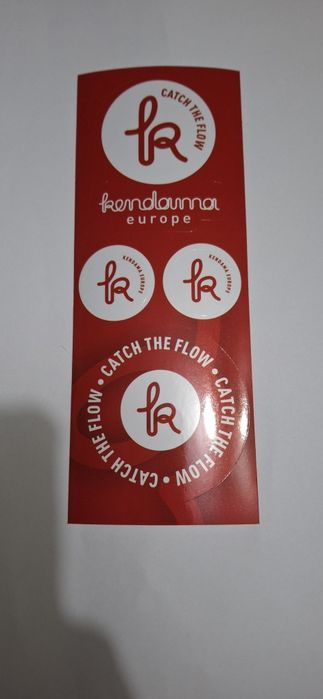 CATCH THE FLOW
k
kendama
europe
k KENDAMA EUROPE
k KENDAMA EUROPE
CATCH THE FLOW • CATCH THE FLOW • CATCH THE FLOW •
k